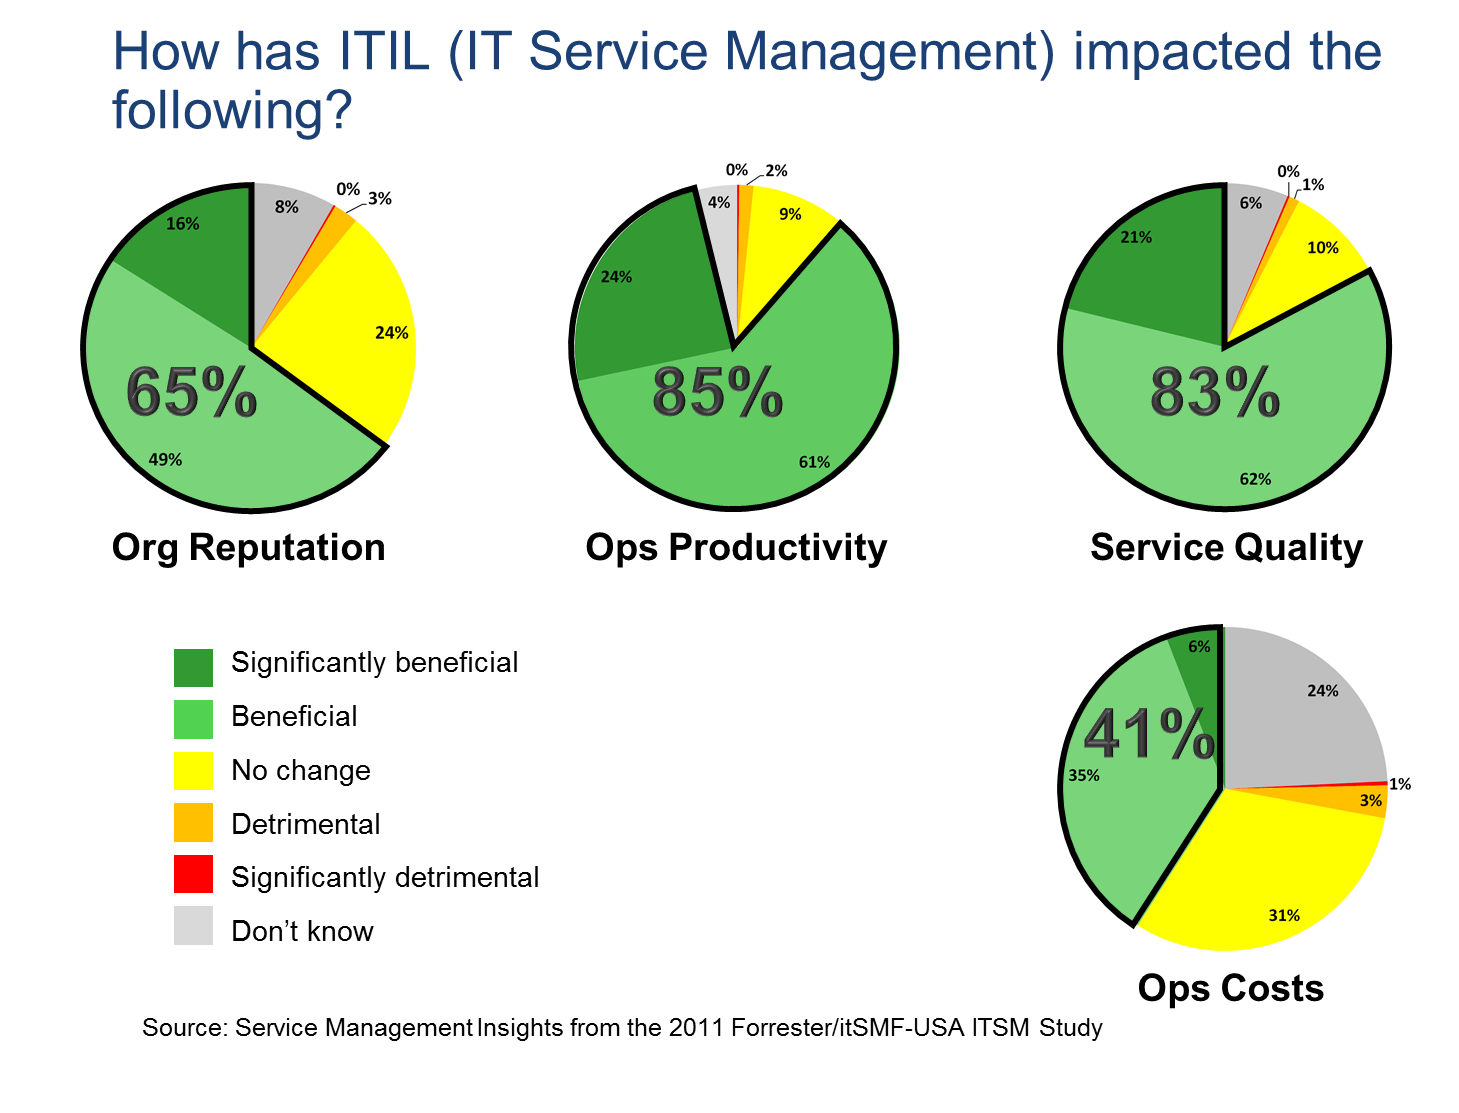 How has ITIL (IT Service Management) impacted the
following?
16%
8%
0%
3%
24%
65%
49%
Org Reputation
0%
2%
4%
9%
24%
85%
61%
Ops Productivity
0%
1%
6%
21%
10%
83%
62%
Service Quality
Significantly beneficial
Beneficial
No change
Detrimental
Significantly detrimental
Don’t know
6%
24%
41%
35%
1%
3%
31%
Ops Costs
Source: Service Management Insights from the 2011 Forrester/itSMF-USA ITSM Study